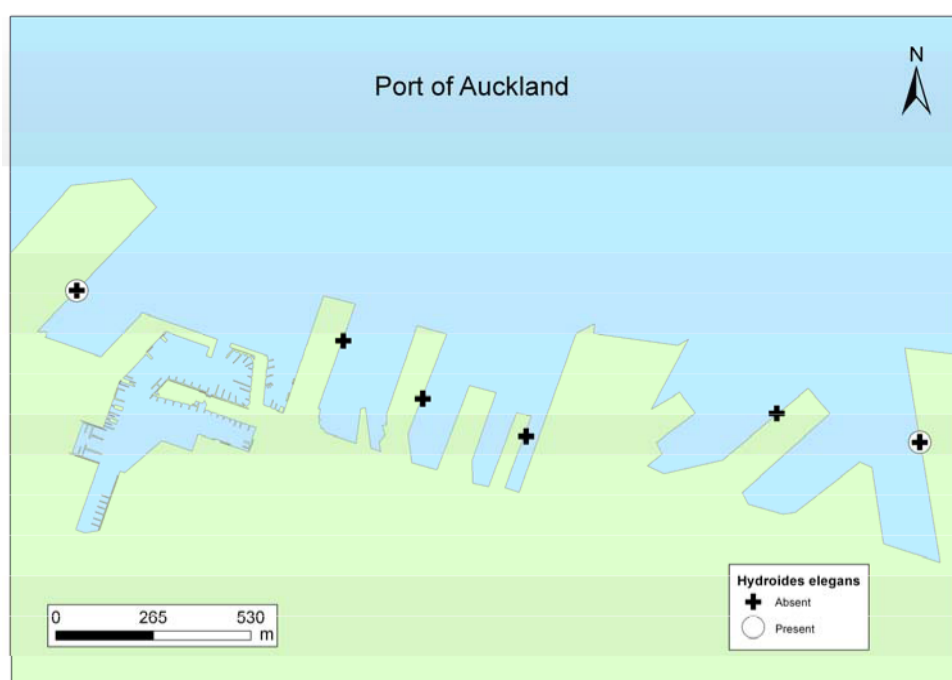 Port of Auckland
N
Hydroides elegans
Absent
Present
0 265 530
m